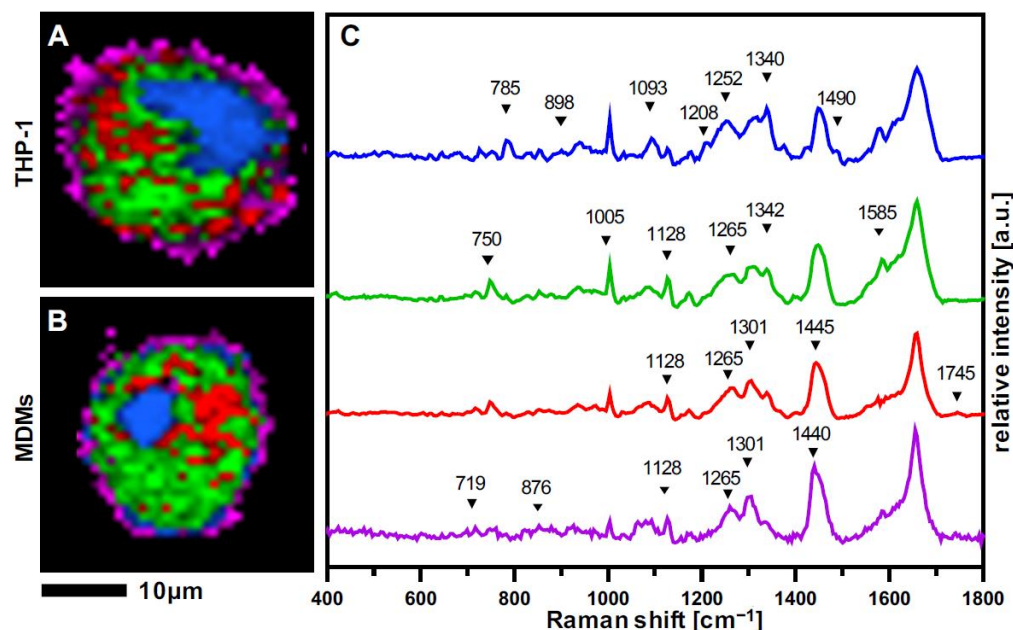 A
THP-1
B
MDMs
10µm
C
785
898
1093
1208
1252
1340
1490
750
1005
1128
1265
1342
1585
1128
1265
1301
1445
1745
719
876
1128
1265
1301
1440
relative intensity [a.u.]
400 600 800 1000 1200 1400 1600 1800
Raman shift [cm⁻¹]